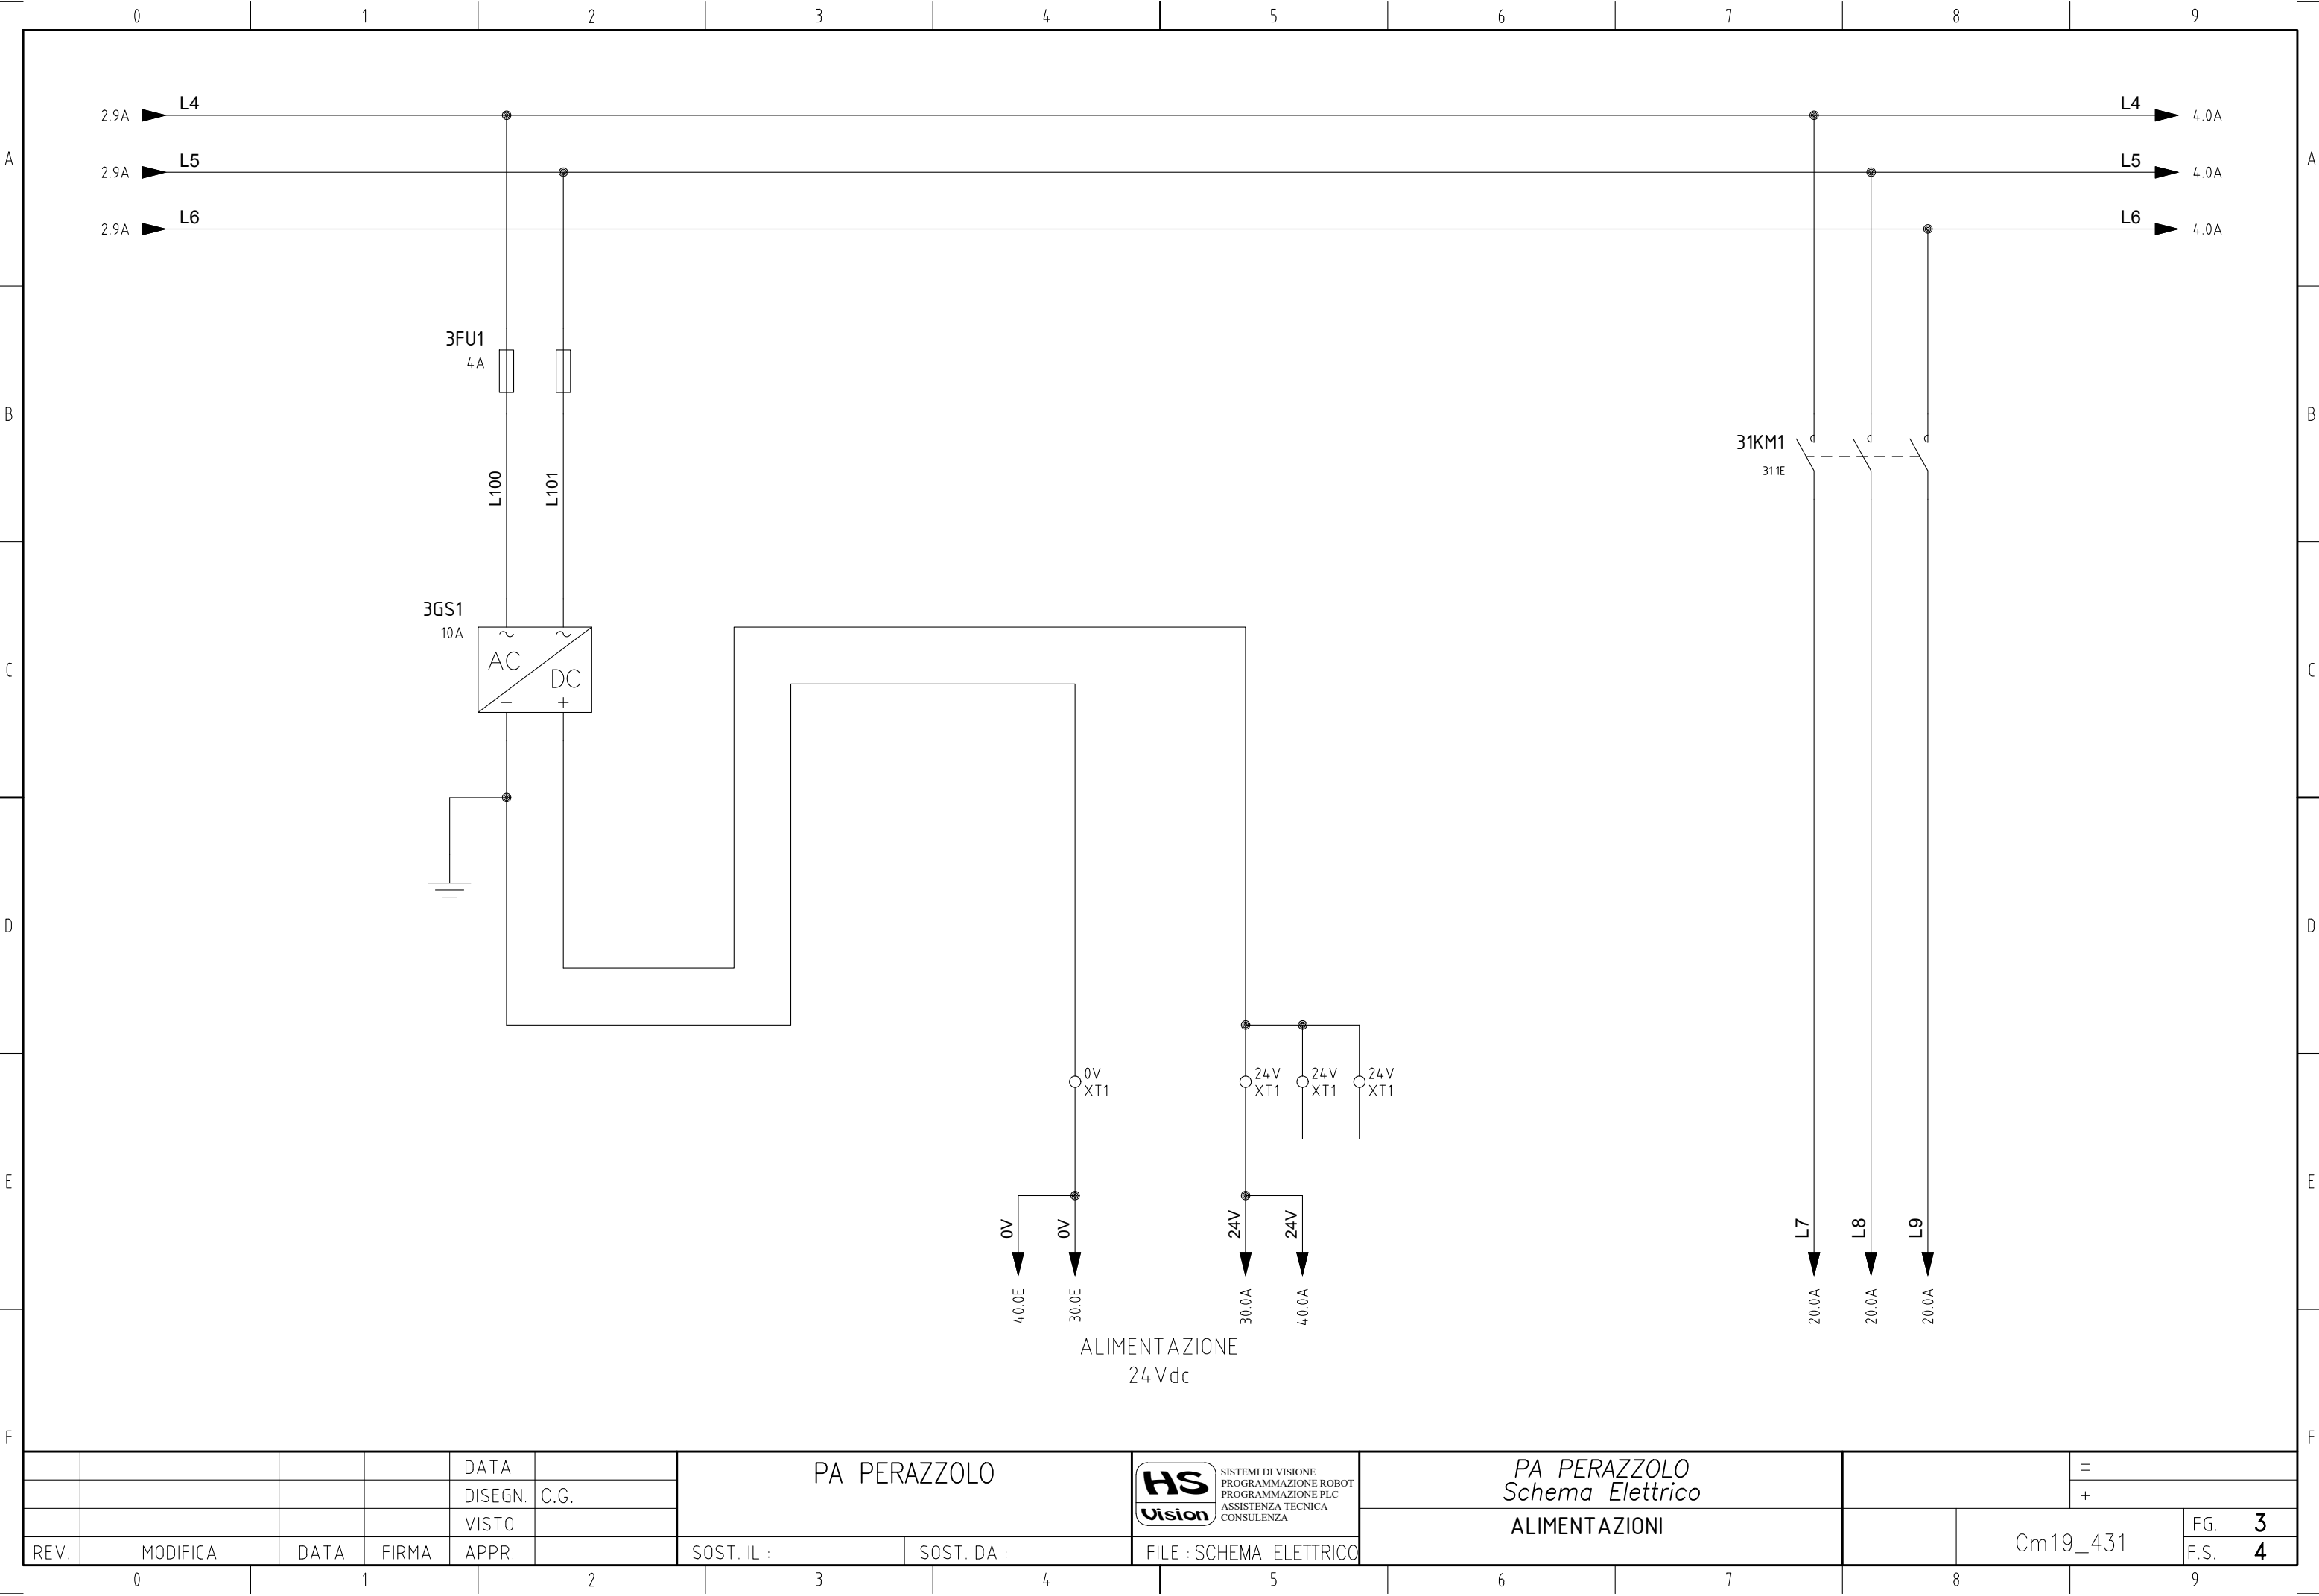 0 1 2 3 4 5 6 7 8 9
L4 L4
2.9A 4.0A
A A
L5 L5
2.9A 4.0A
L6 L6
2.9A 4.0A
3FU1
4A
B B
31KM1
31.1E
L100 L101
3GS1
10A
AC
DC
C C
D D
0V 24V 24V 24V
XT1 XT1 XT1 XT1
E E
0V 0V 24V 24V L7 L8 L9
40.0E 30.0E 30.0A 40.0A 20.0A 20.0A 20.0A
ALIMENTAZIONE
24Vdc
F F
DATA
DISEGN. C.G.
VISTO
REV. MODIFICA DATA FIRMA APPR.
PA PERAZZOLO
SOST. IL : SOST. DA :
HS
Vision
SISTEMI DI VISIONE
PROGRAMMAZIONE ROBOT
PROGRAMMAZIONE PLC
ASSISTENZA TECNICA
CONSULENZA
FILE : SCHEMA ELETTRICO
PA PERAZZOLO
Schema Elettrico
ALIMENTAZIONI
=
+
Cm19_431
FG. 3
F.S. 4
0 1 2 3 4 5 6 7 8 9